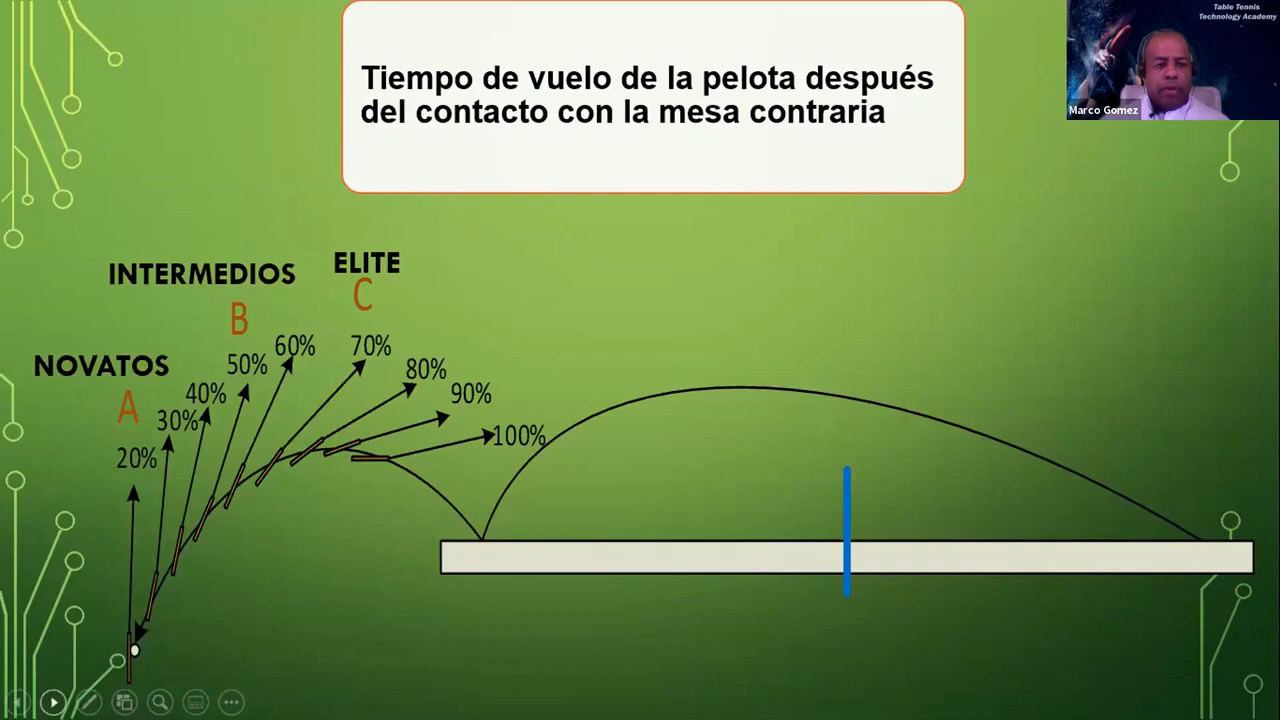 Tiempo de vuelo de la pelota después
del contacto con la mesa contraria
Table Tennis
Technology Academy
Marco Gomez
ELITE
C
INTERMEDIOS
B
NOVATOS
A
20%
30%
40%
50%
60%
70%
80%
90%
100%